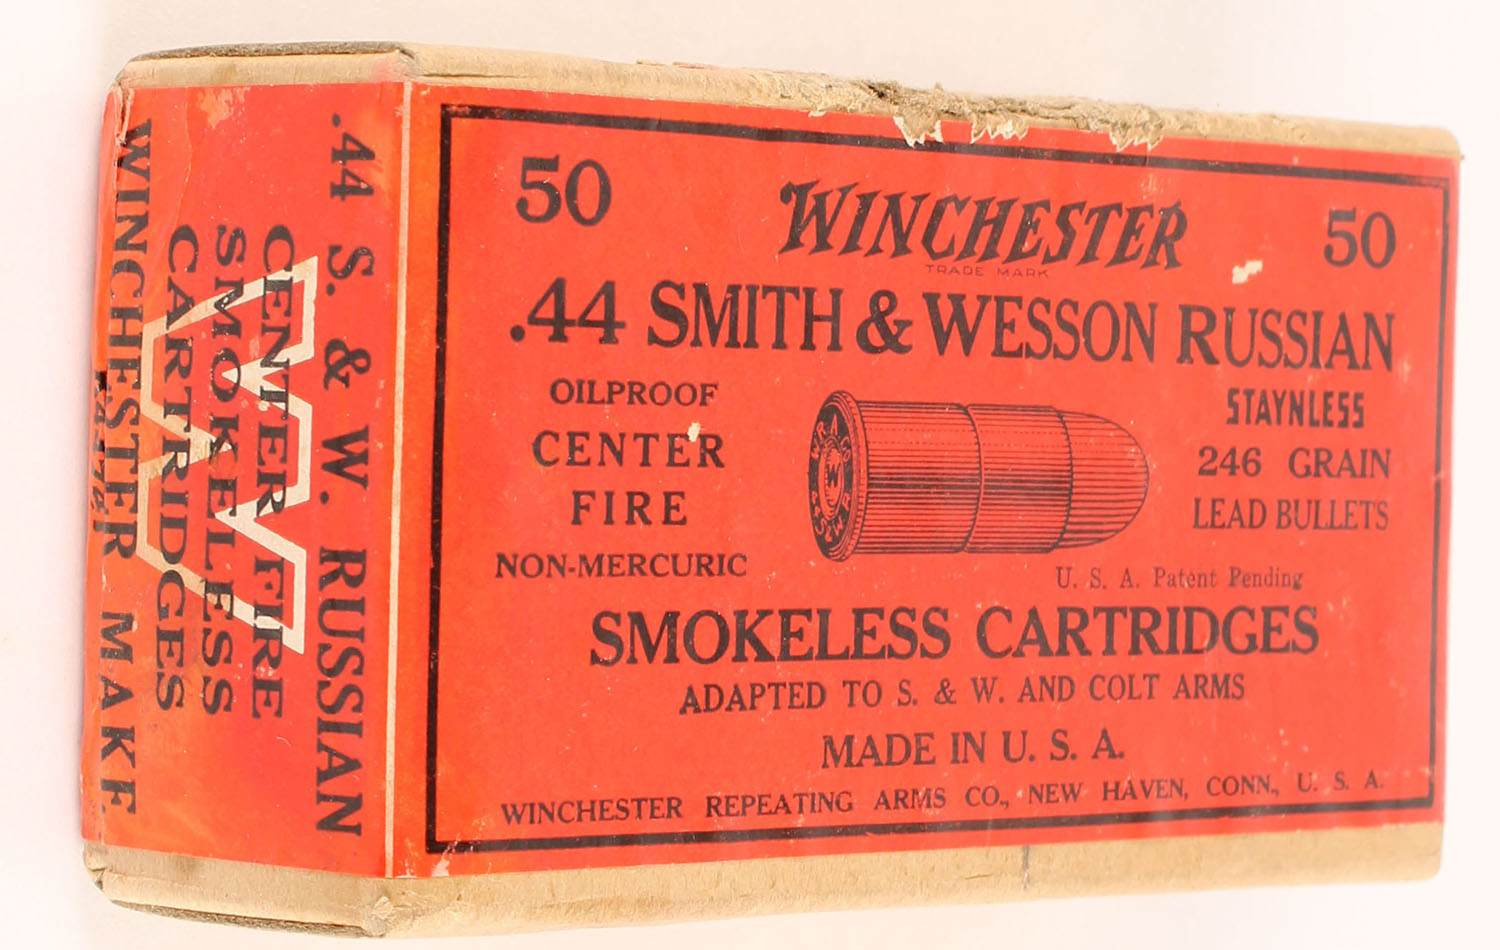 50
50
WINCHESTER
TRADE MARK
.44 SMITH & WESSON RUSSIAN
OILPROOF
CENTER
FIRE
NON-MERCURIC
STAYNLESS
246 GRAIN
LEAD BULLETS
W.R.A.CO.
W
U. S. A. Patent Pending
SMOKELESS CARTRIDGES
ADAPTED TO S. & W. AND COLT ARMS
MADE IN U. S. A.
WINCHESTER REPEATING ARMS CO., NEW HAVEN, CONN., U. S. A.
.44 S. & W. RUSSIAN
CENTER FIRE
SMOKELESS
CARTRIDGES
WINCHESTER MAKE
W